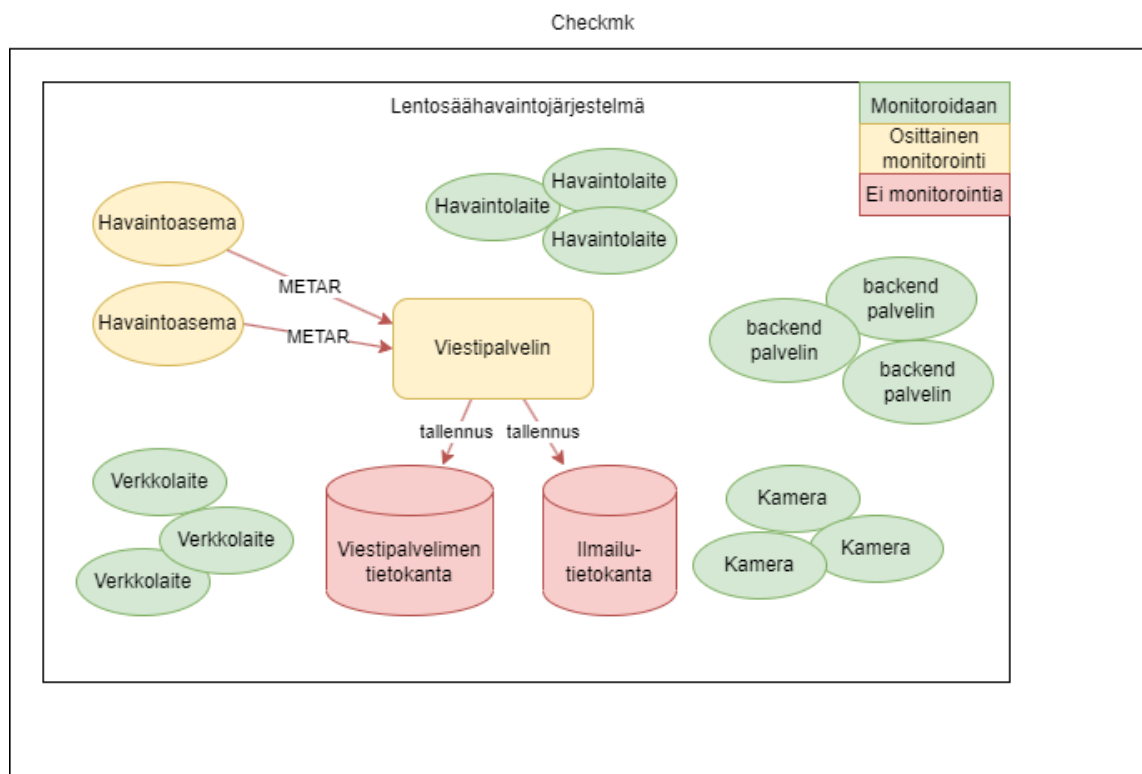 Checkmk
Lentosäähavaintojärjestelmä
Monitoroidaan
Osittainen
monitorointi
Ei monitorointia
Havaintoasema
Havaintoasema
METAR
METAR
Havaintolaite
Havaintolaite
Havaintolaite
Viestipalvelin
backend
palvelin
backend
palvelin
backend
palvelin
tallennus
tallennus
Verkkolaite
Verkkolaite
Verkkolaite
Viestipalvelimen
tietokanta
Ilmailu-
tietokanta
Kamera
Kamera
Kamera